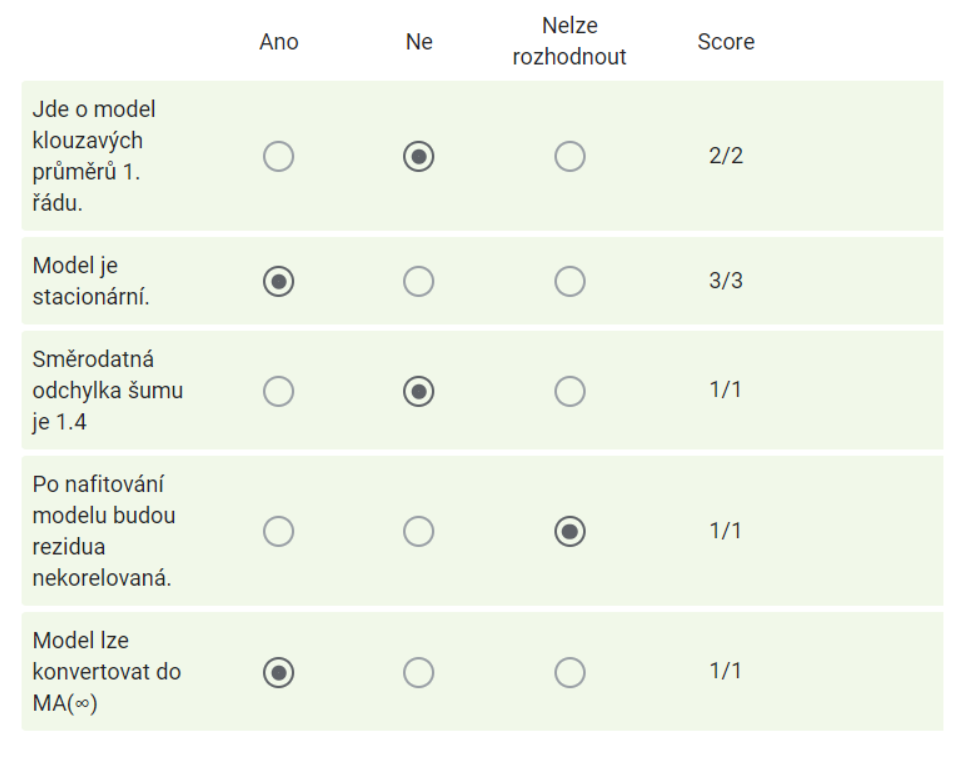 Ano Ne Nelze rozhodnout Score
Jde o model
klouzavých
průměrů 1.
řádu.
2/2
Model je
stacionární.
3/3
Směrodatná
odchylka šumu
je 1.4
1/1
Po nafitování
modelu budou
rezidua
nekorelovaná.
1/1
Model lze
konvertovat do
MA(∞)
1/1